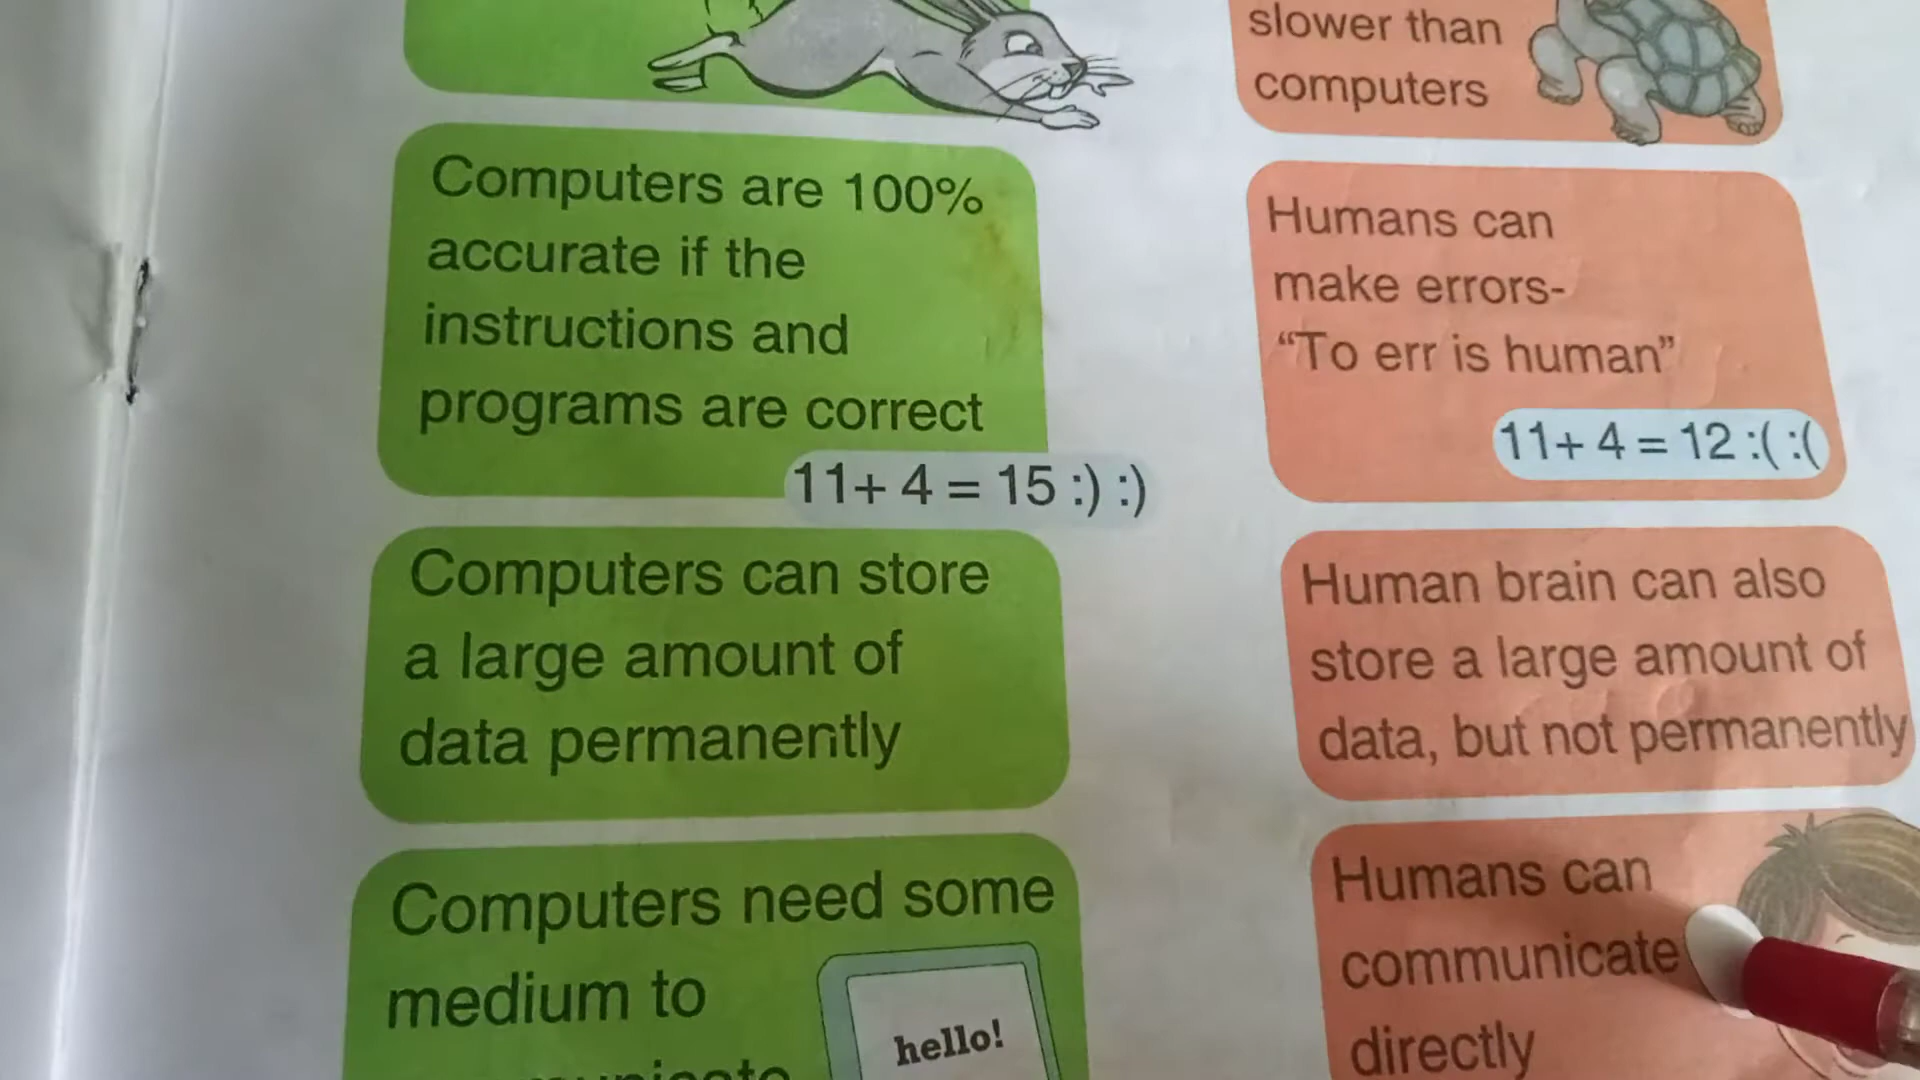 slower than
computers
Computers are 100%
accurate if the
instructions and
programs are correct
11+ 4 = 15 :) :)
Humans can
make errors-
“To err is human”
11+ 4 = 12 :( :(
Computers can store
a large amount of
data permanently
Human brain can also
store a large amount of
data, but not permanently
Computers need some
medium to
hello!
Humans can
communicate
directly